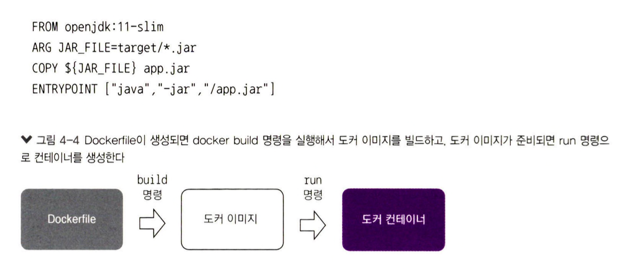 FROM openjdk:11-slim
ARG JAR_FILE=target/*.jar
COPY ${JAR_FILE} app.jar
ENTRYPOINT ["java","-jar","/app.jar"]
그림 4-4 Dockerfile이 생성되면 docker build 명령을 실행해서 도커 이미지를 빌드하고, 도커 이미지가 준비되면 run 명령으
로 컨테이너를 생성한다
build
명령
run
명령
Dockerfile
도커 이미지
도커 컨테이너